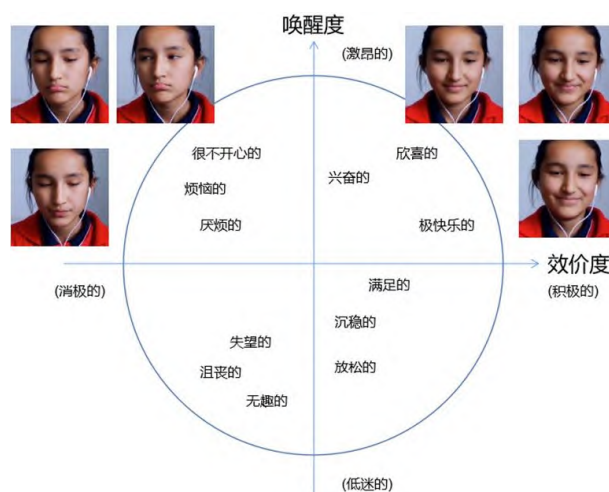 唤醒度
(激昂的)
很不开心的
欣喜的
烦恼的
兴奋的
厌烦的
极快乐的
效价度
(消极的)
满足的
(积极的)
沉稳的
失望的
沮丧的
放松的
无趣的
(低迷的)